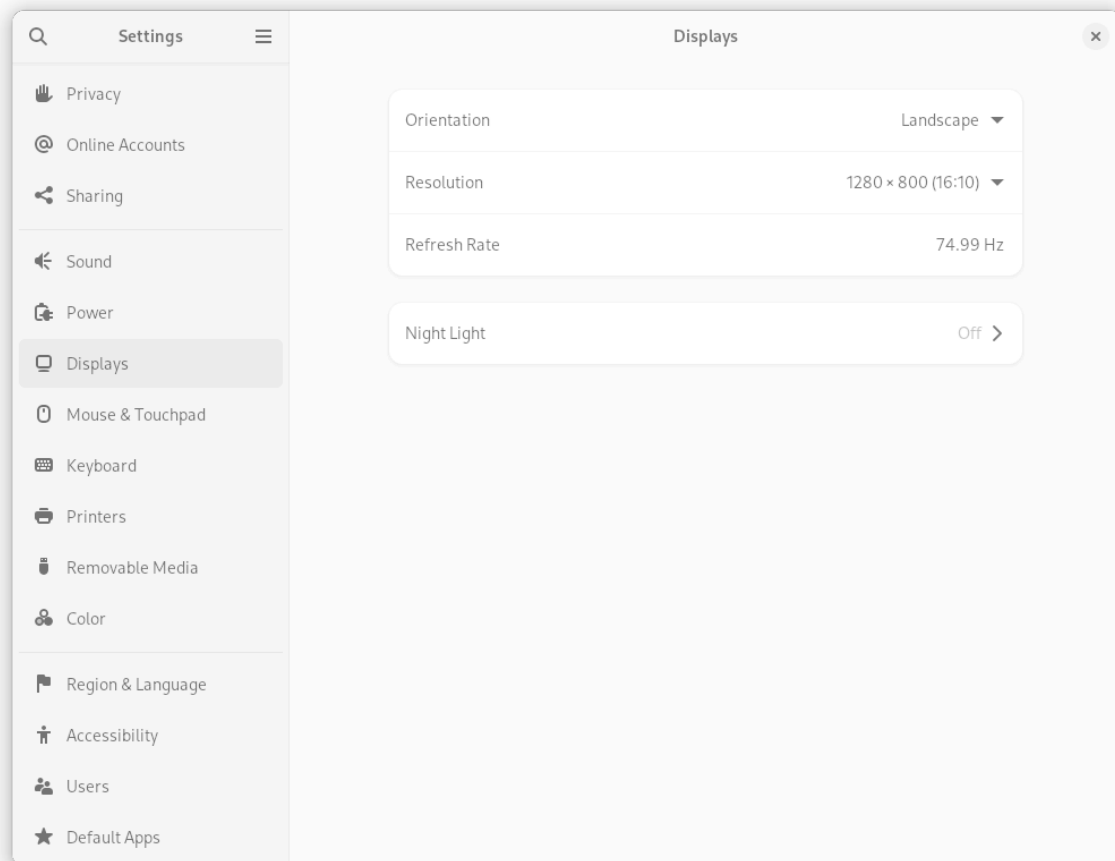 Settings
Displays
Privacy
Online Accounts
Sharing
Sound
Power
Displays
Mouse & Touchpad
Keyboard
Printers
Removable Media
Color
Region & Language
Accessibility
Users
Default Apps
Orientation Landscape
Resolution 1280 × 800 (16:10)
Refresh Rate 74.99 Hz
Night Light Off